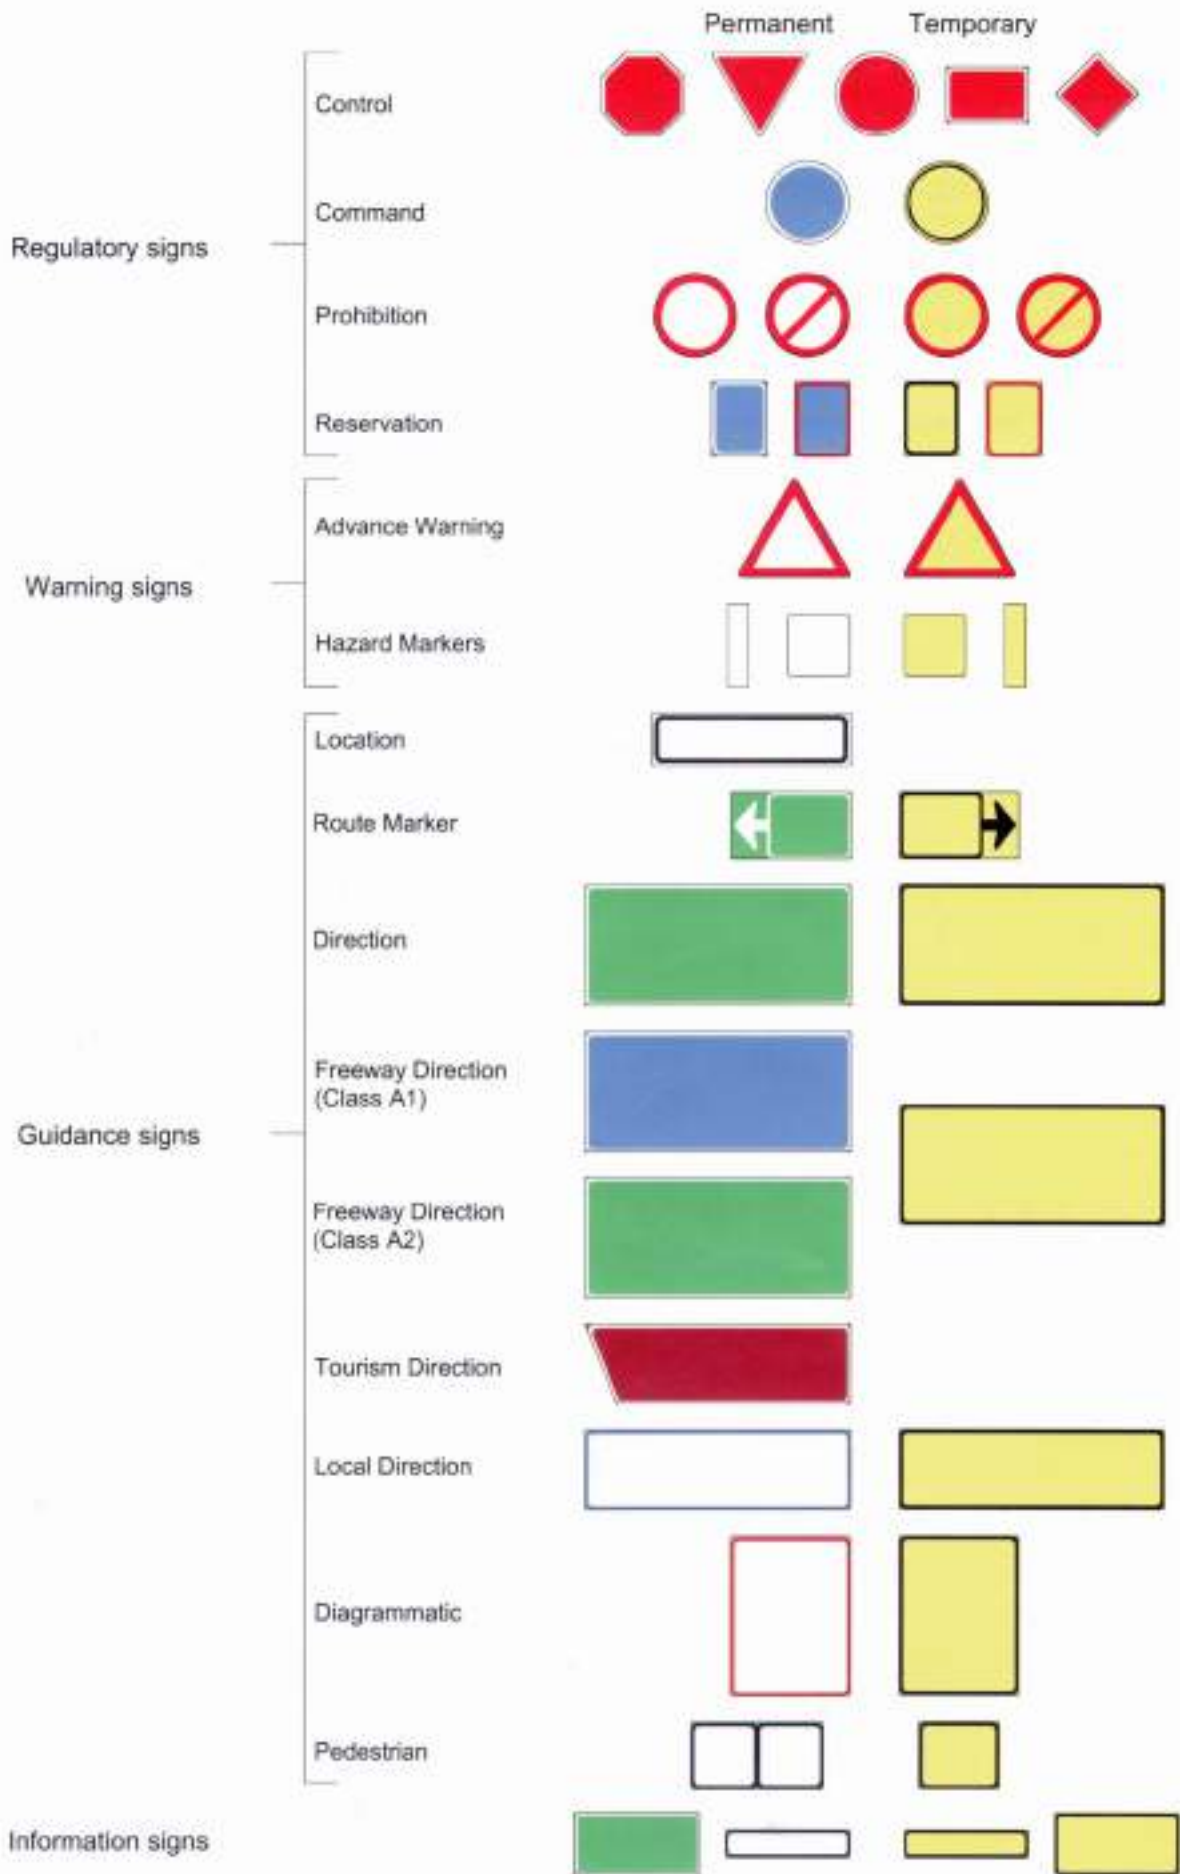 Permanent Temporary
Control
Command
Regulatory signs
Prohibition
Reservation
Advance Warning
Warning signs
Hazard Markers
Location
Route Marker
Direction
Freeway Direction
(Class A1)
Guidance signs
Freeway Direction
(Class A2)
Tourism Direction
Local Direction
Diagrammatic
Pedestrian
Information signs